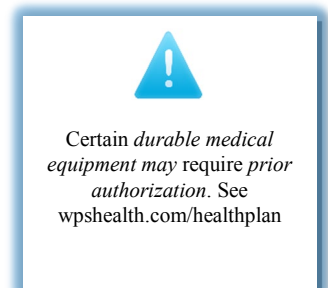 Certain durable medical
equipment may require prior
authorization. See
wpshealth.com/healthplan